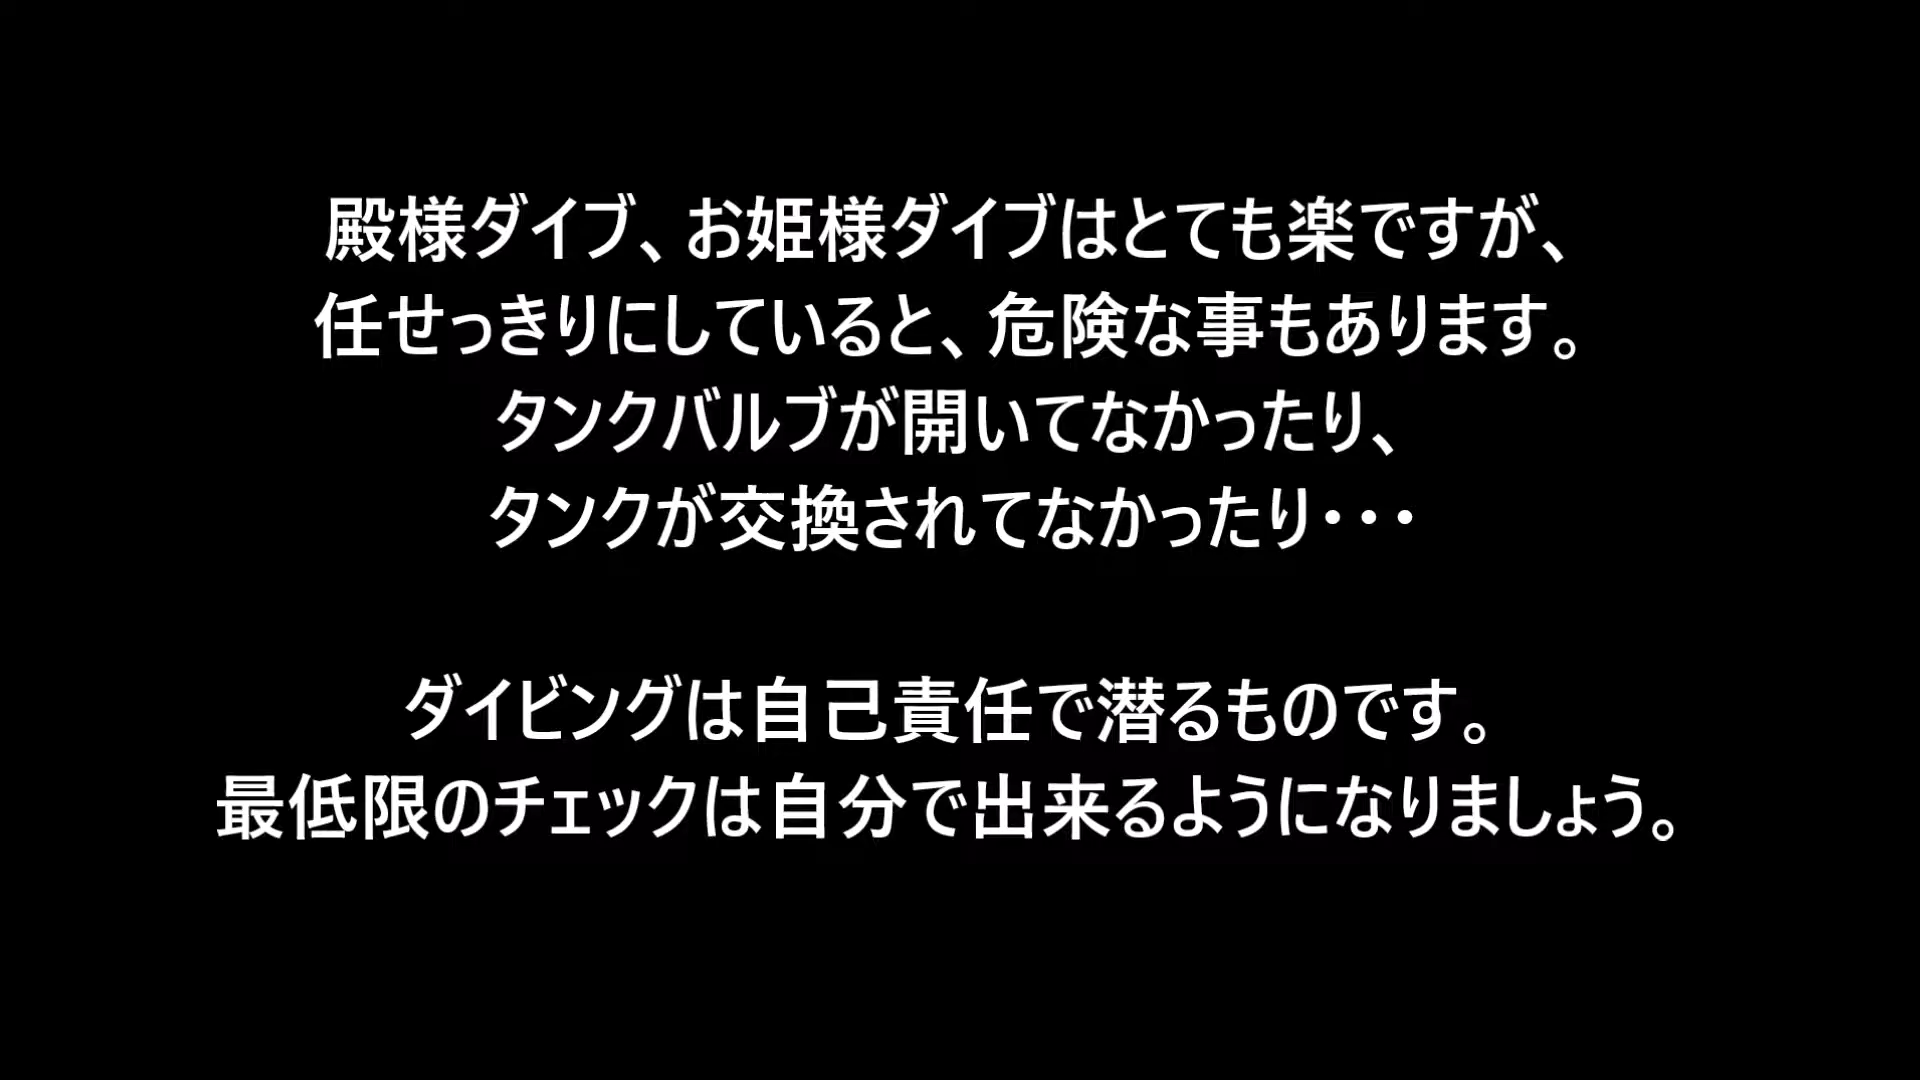 殿様ダイブ、お姫様ダイブはとても楽ですが、
任せっきりにしていると、危険な事もあります。
タンクバルブが開いてなかったり、
タンクが交換されてなかったり･･･
ダイビングは自己責任で潜るものです。
最低限のチェックは自分で出来るようになりましょう。